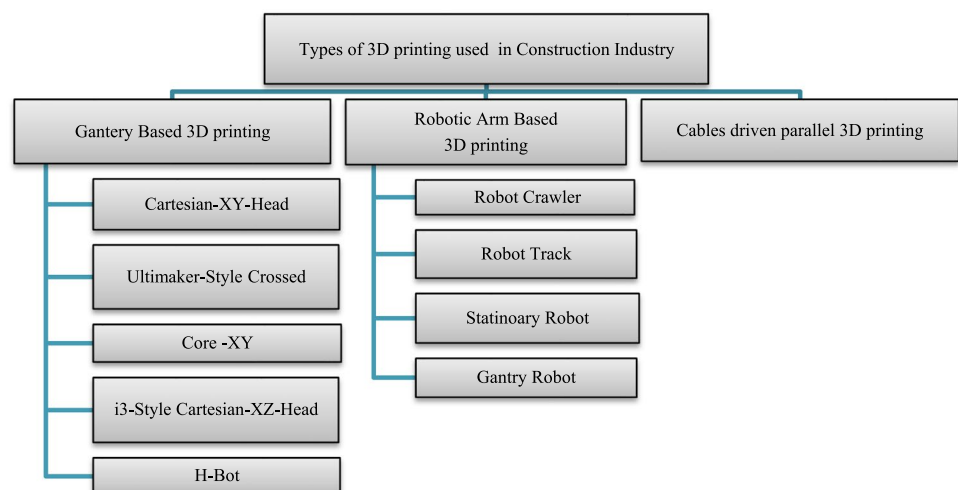 Types of 3D printing used in Construction Industry
Gantery Based 3D printing
Cartesian-XY-Head
Ultimaker-Style Crossed
Core -XY
i3-Style Cartesian-XZ-Head
H-Bot
Robotic Arm Based
3D printing
Robot Crawler
Robot Track
Statinoary Robot
Gantry Robot
Cables driven parallel 3D printing